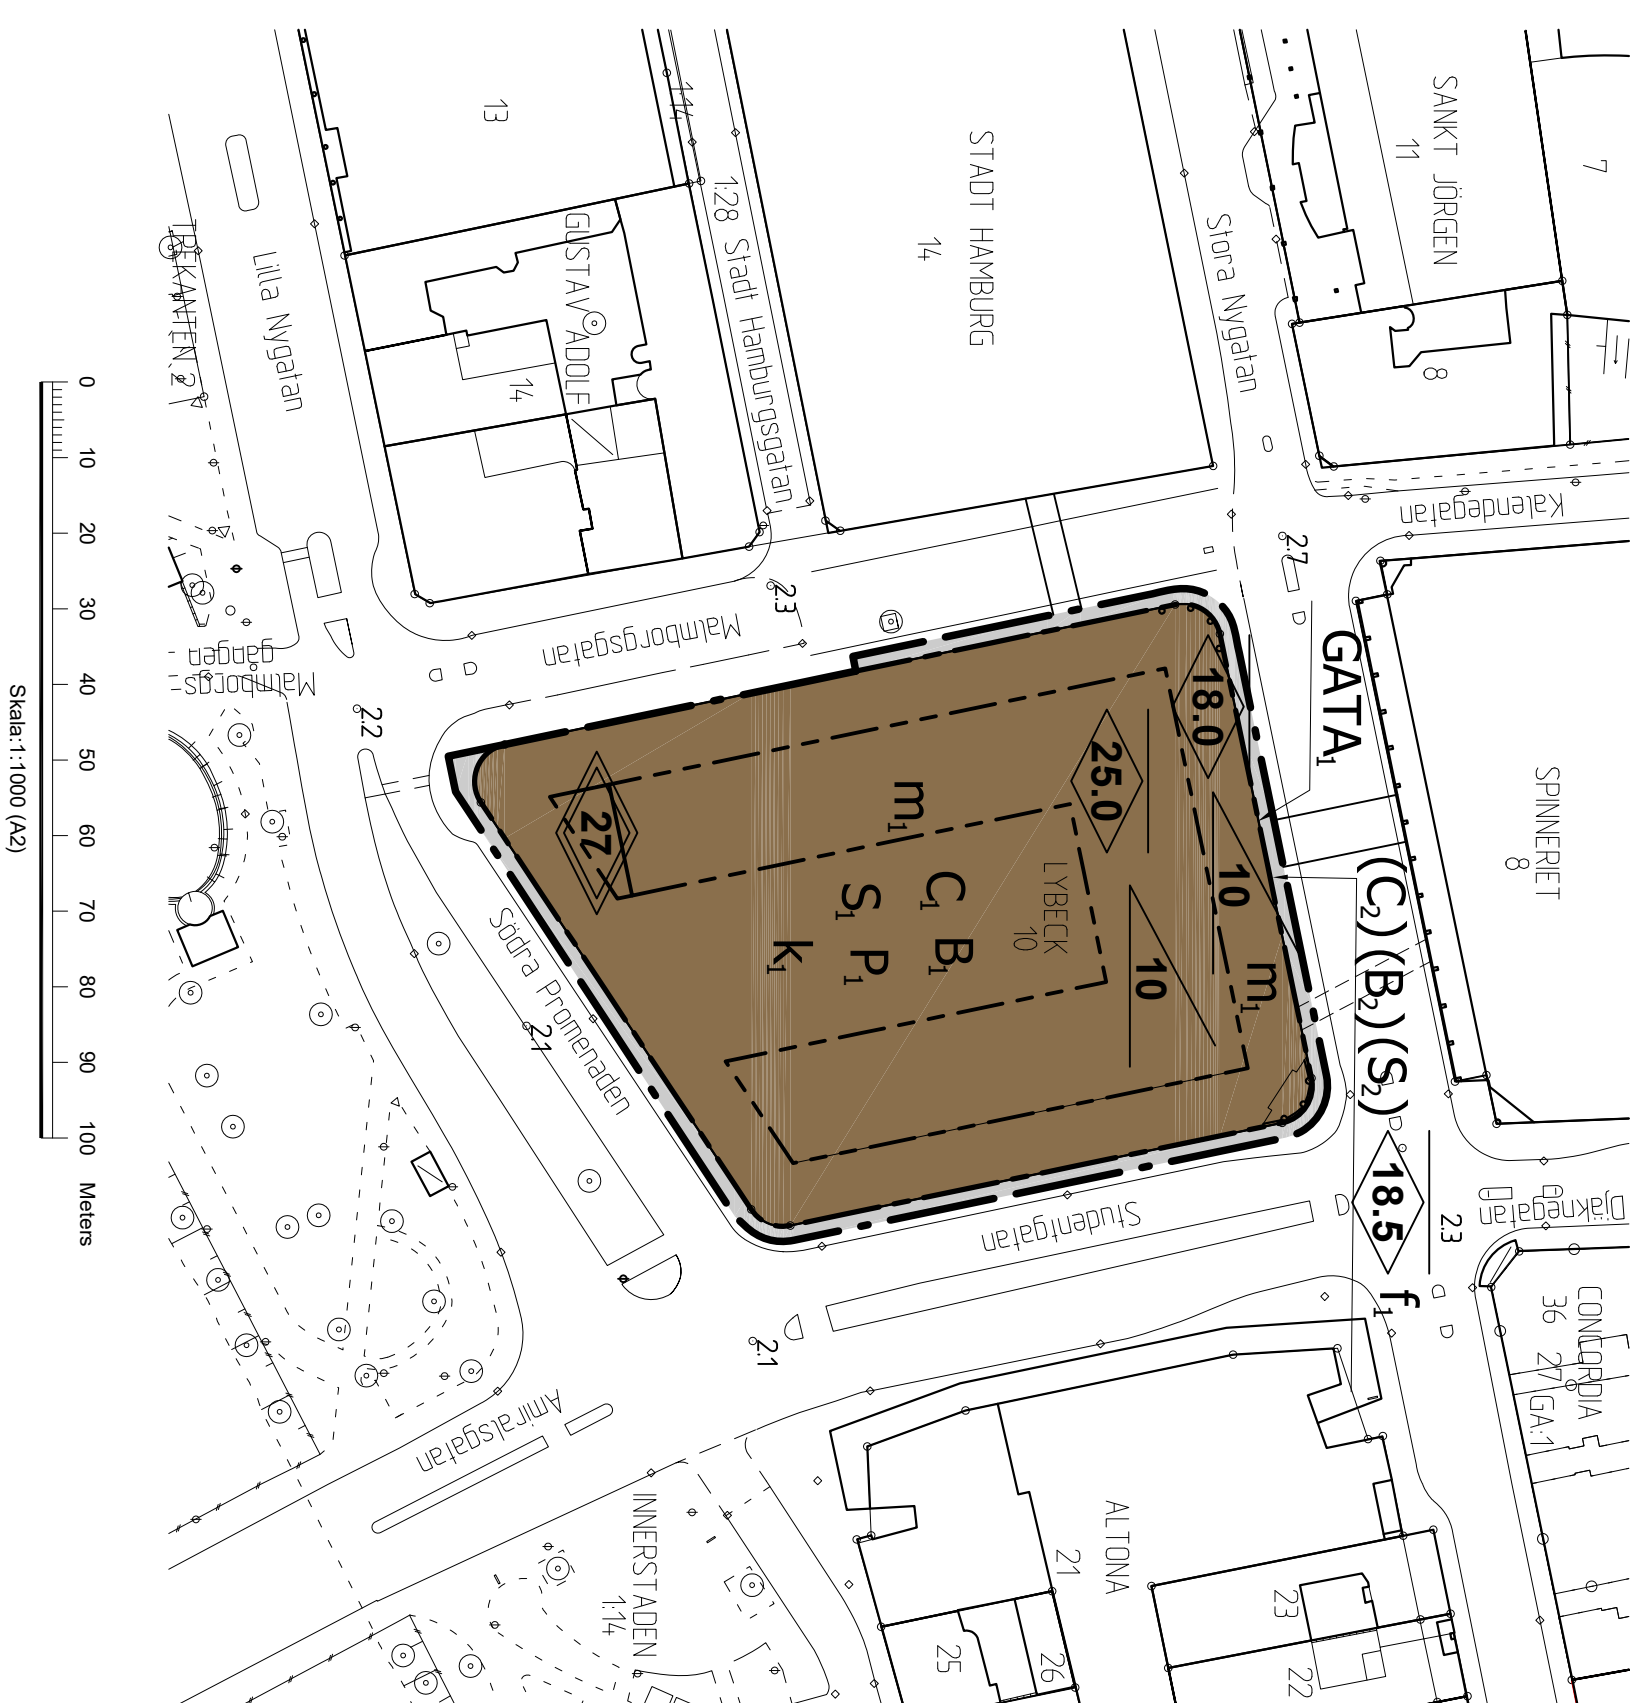 SANKT JÖRGEN
11
7
8
13
1:14
GUSTAV ADOLF
14
1:28 Stadt Hamburgsgatan
STADT HAMBURG
14
Stora Nygatan
Lilla Nygatan
TREKANTEN 2
Kalendegatan
Malmborgsgatan
Malmborgs-
gången
2.7
2.3
2.2
GATA1
SPINNERIET
8
18.0
25.0
27
m1
10
10
m1
LYBECK
10
C1 B1
S1 P1
k1
(C2)(B2)(S2)
18.5
f1
Södra Promenaden
2.1
Studentgatan
Djäknegatan
2.3
2.1
CONCORDIA
36 27 GA:1
Amiralsgatan
INNERSTADEN
1:14
ALTONA
21
23
22
25
26
0 10 20 30 40 50 60 70 80 90 100 Meters
Skala:1:1000 (A2)